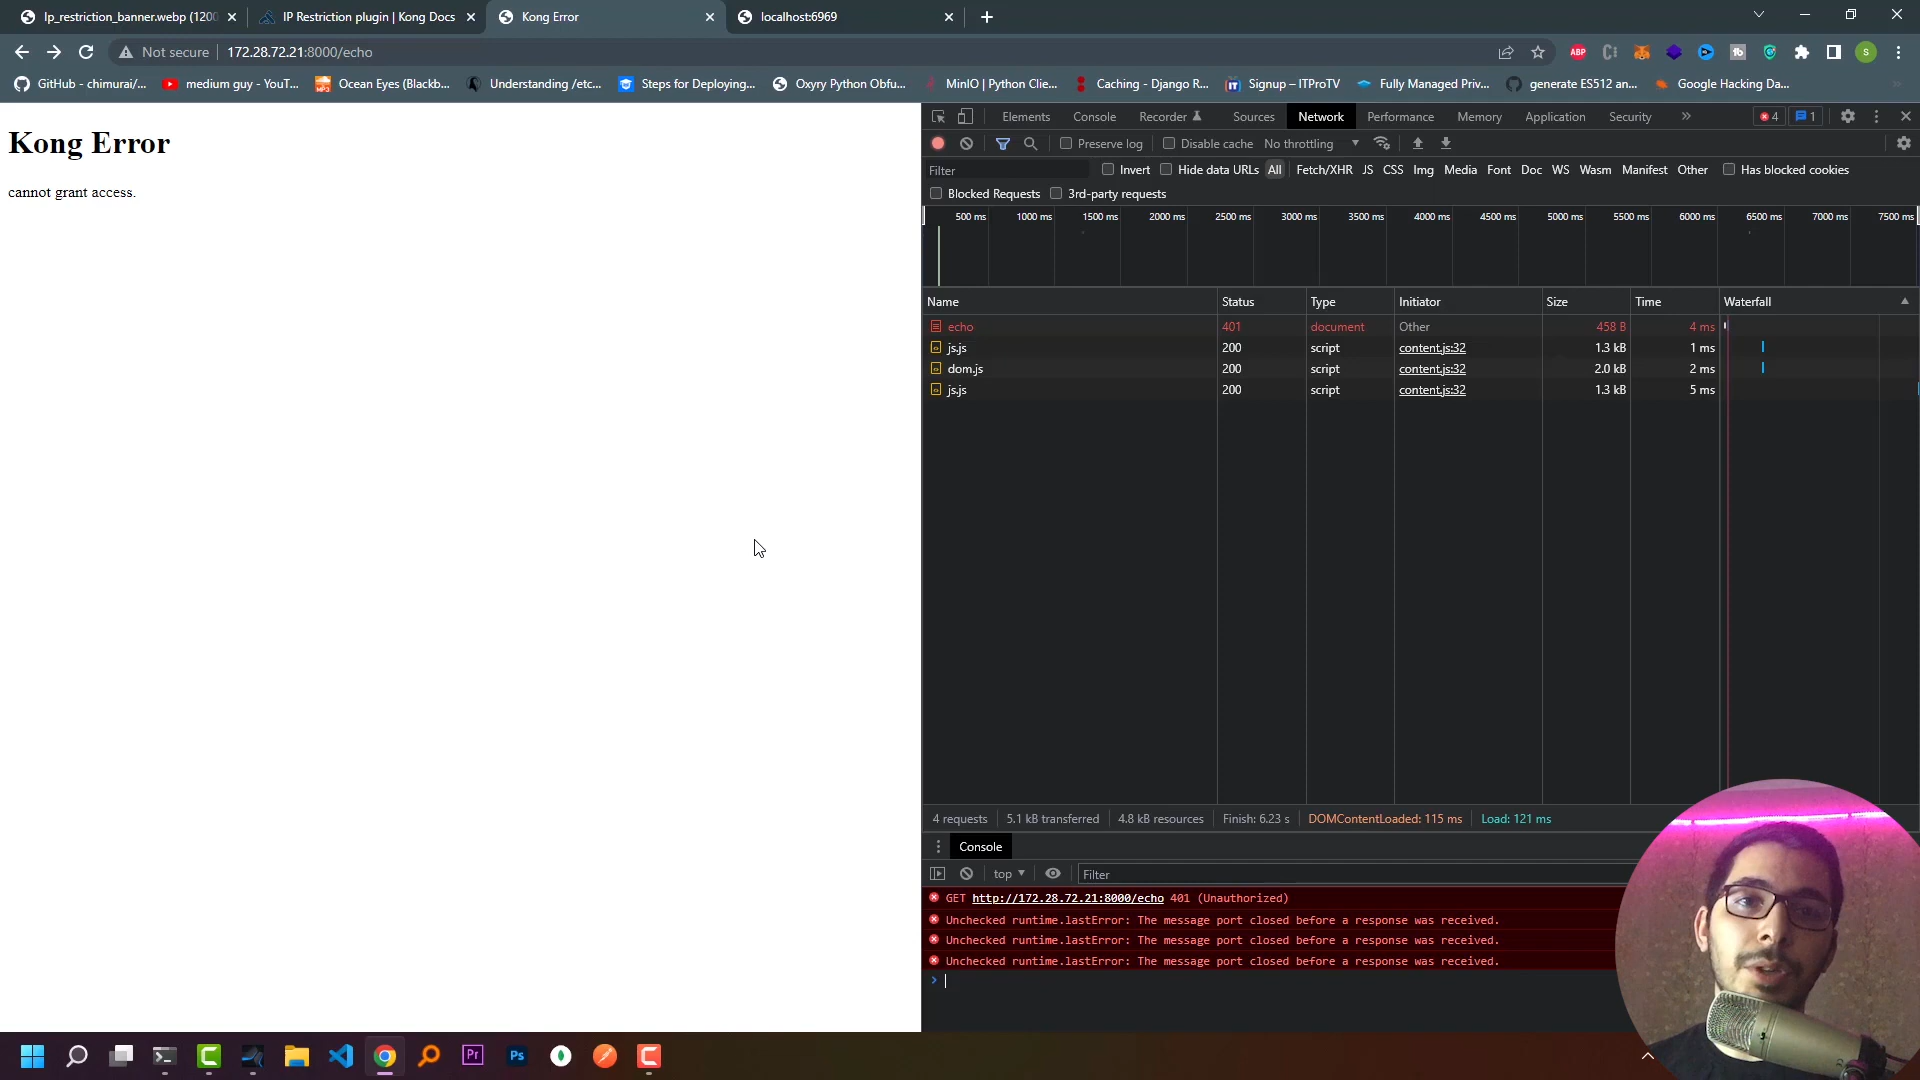 Ip_restriction_banner.webp (1200
IP Restriction plugin | Kong Docs
Kong Error
localhost:6969
Not secure
172.28.72.21:8000/echo
ABP
S
GitHub - chimurai/...
medium guy - YouT...
Ocean Eyes (Blackb...
Understanding /etc...
Steps for Deploying...
Oxyry Python Obfu...
MinIO | Python Clie...
Caching - Django R...
Signup – ITProTV
Fully Managed Priv...
generate ES512 an...
Google Hacking Da...
Kong Error
cannot grant access.
Elements
Console
Recorder
Sources
Network
Performance
Memory
Application
Security
4
1
Preserve log
Disable cache
No throttling
Filter
Invert
Hide data URLs
All
Fetch/XHR
JS
CSS
Img
Media
Font
Doc
WS
Wasm
Manifest
Other
Has blocked cookies
Blocked Requests
3rd-party requests
500 ms
1000 ms
1500 ms
2000 ms
2500 ms
3000 ms
3500 ms
4000 ms
4500 ms
5000 ms
5500 ms
6000 ms
6500 ms
7000 ms
7500 ms
Name Status Type Initiator Size Time Waterfall
echo 401 document Other 458 B 4 ms
js.js 200 script content.js:32 1.3 kB 1 ms
dom.js 200 script content.js:32 2.0 kB 2 ms
js.js 200 script content.js:32 1.3 kB 5 ms
4 requests
5.1 kB transferred
4.8 kB resources
Finish: 6.23 s
DOMContentLoaded: 115 ms
Load: 121 ms
Console
top
Filter
GET http://172.28.72.21:8000/echo 401 (Unauthorized)
Unchecked runtime.lastError: The message port closed before a response was received.
Unchecked runtime.lastError: The message port closed before a response was received.
Unchecked runtime.lastError: The message port closed before a response was received.
Pr
Ps